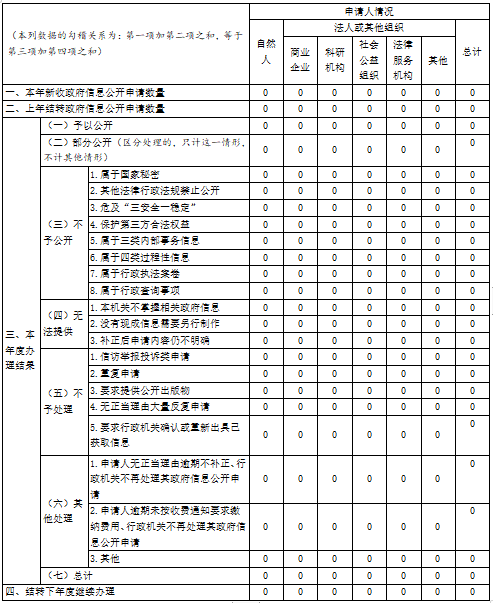 （本列数据的勾稽关系为：第一项加第二项之和，等于
第三项加第四项之和）
申请人情况
自然
人
法人或其他组织
总计
商业
企业
科研
机构
社会
公益
组织
法律
服务
机构
其他
一、本年新收政府信息公开申请数量 0 0 0 0 0 0 0
二、上年结转政府信息公开申请数量 0 0 0 0 0 0 0
三、本
年度办
理结果
（一）予以公开 0 0 0 0 0 0 0
（二）部分公开（区分处理的，只计这一情形，
不计其他情形） 0 0 0 0 0 0 0
（三）不
予公开
1.属于国家秘密 0 0 0 0 0 0 0
2.其他法律行政法规禁止公开 0 0 0 0 0 0 0
3.危及“三安全一稳定” 0 0 0 0 0 0 0
4.保护第三方合法权益 0 0 0 0 0 0 0
5.属于三类内部事务信息 0 0 0 0 0 0 0
6.属于四类过程性信息 0 0 0 0 0 0 0
7.属于行政执法案卷 0 0 0 0 0 0 0
8.属于行政查询事项 0 0 0 0 0 0 0
（四）无
法提供
1.本机关不掌握相关政府信息 0 0 0 0 0 0 0
2.没有现成信息需要另行制作 0 0 0 0 0 0 0
3.补正后申请内容仍不明确 0 0 0 0 0 0 0
（五）不
予处理
1.信访举报投诉类申请 0 0 0 0 0 0 0
2.重复申请 0 0 0 0 0 0 0
3.要求提供公开出版物 0 0 0 0 0 0 0
4.无正当理由大量反复申请 0 0 0 0 0 0 0
5.要求行政机关确认或重新出具已
获取信息 0 0 0 0 0 0 0
（六）其
他处理
1.申请人无正当理由逾期不补正、行
政机关不再处理其政府信息公开申
请 0 0 0 0 0 0 0
2.申请人逾期未按收费通知要求缴
纳费用、行政机关不再处理其政府信
息公开申请 0 0 0 0 0 0 0
3.其他 0 0 0 0 0 0 0
（七）总计 0 0 0 0 0 0 0
四、结转下年度继续办理 0 0 0 0 0 0 0